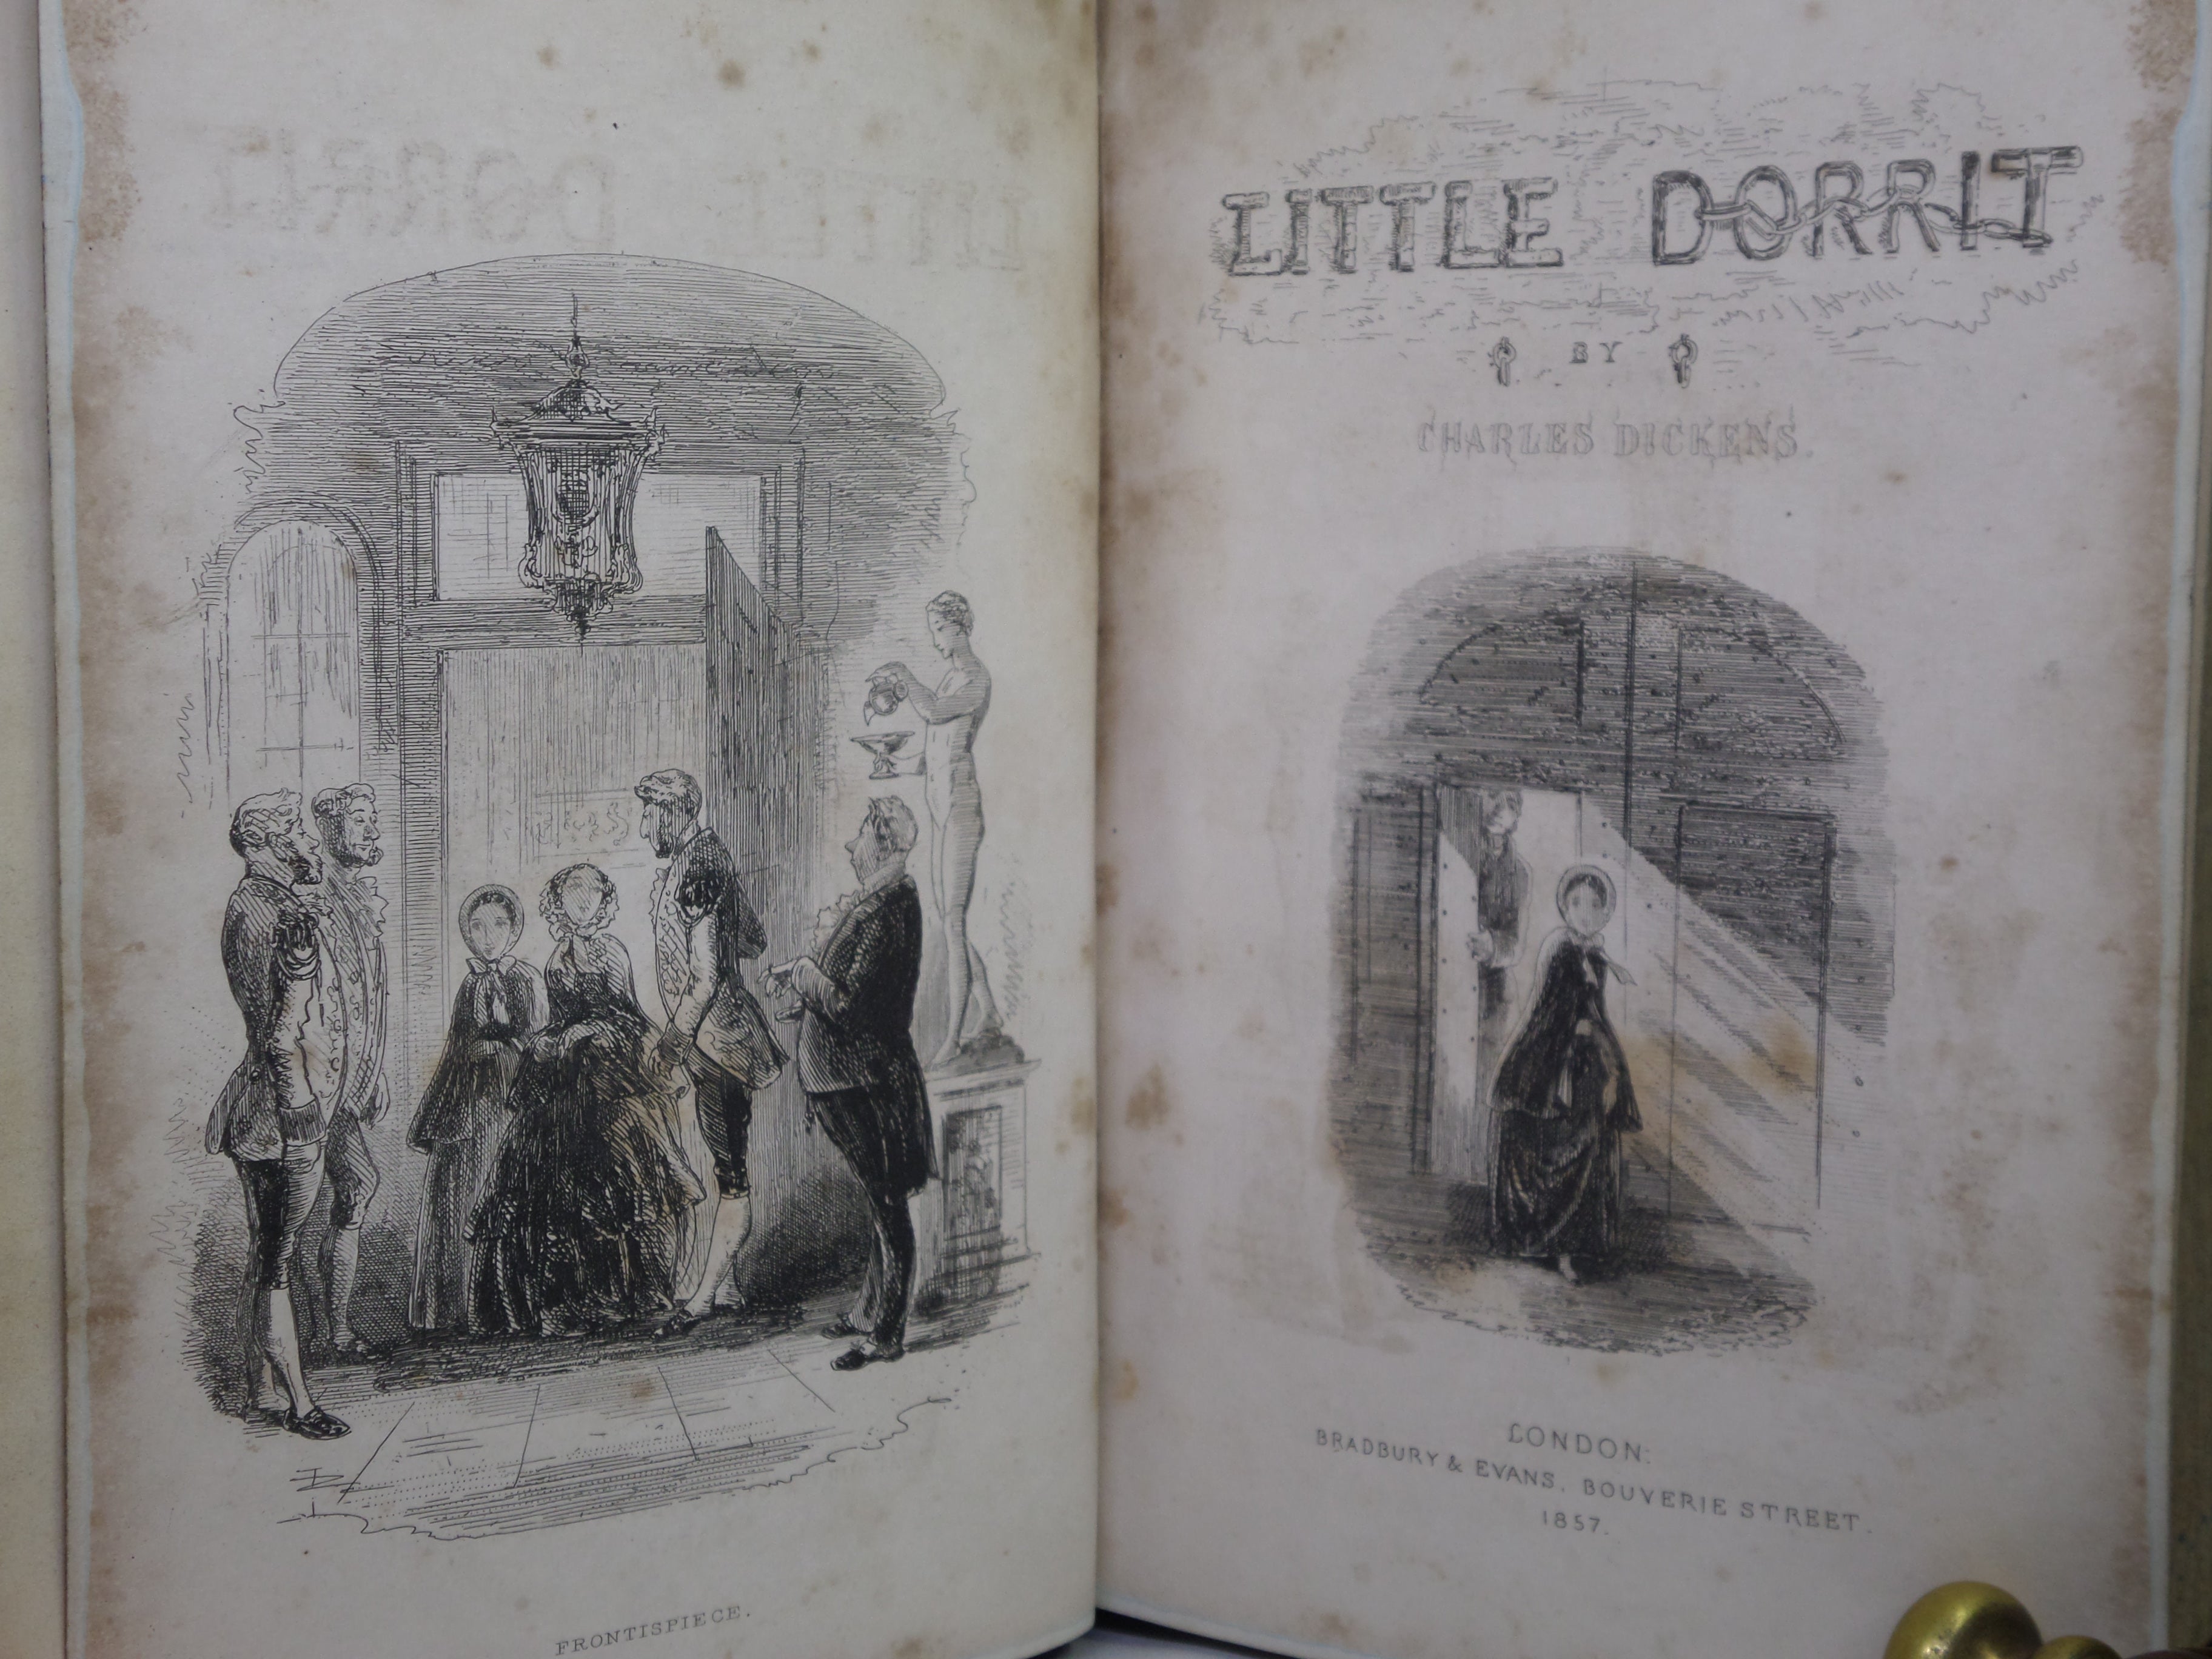 FRONTISPIECE.
LITTLE DORRIT
BY
CHARLES DICKENS.
LONDON:
BRADBURY & EVANS, BOUVERIE STREET.
1857.